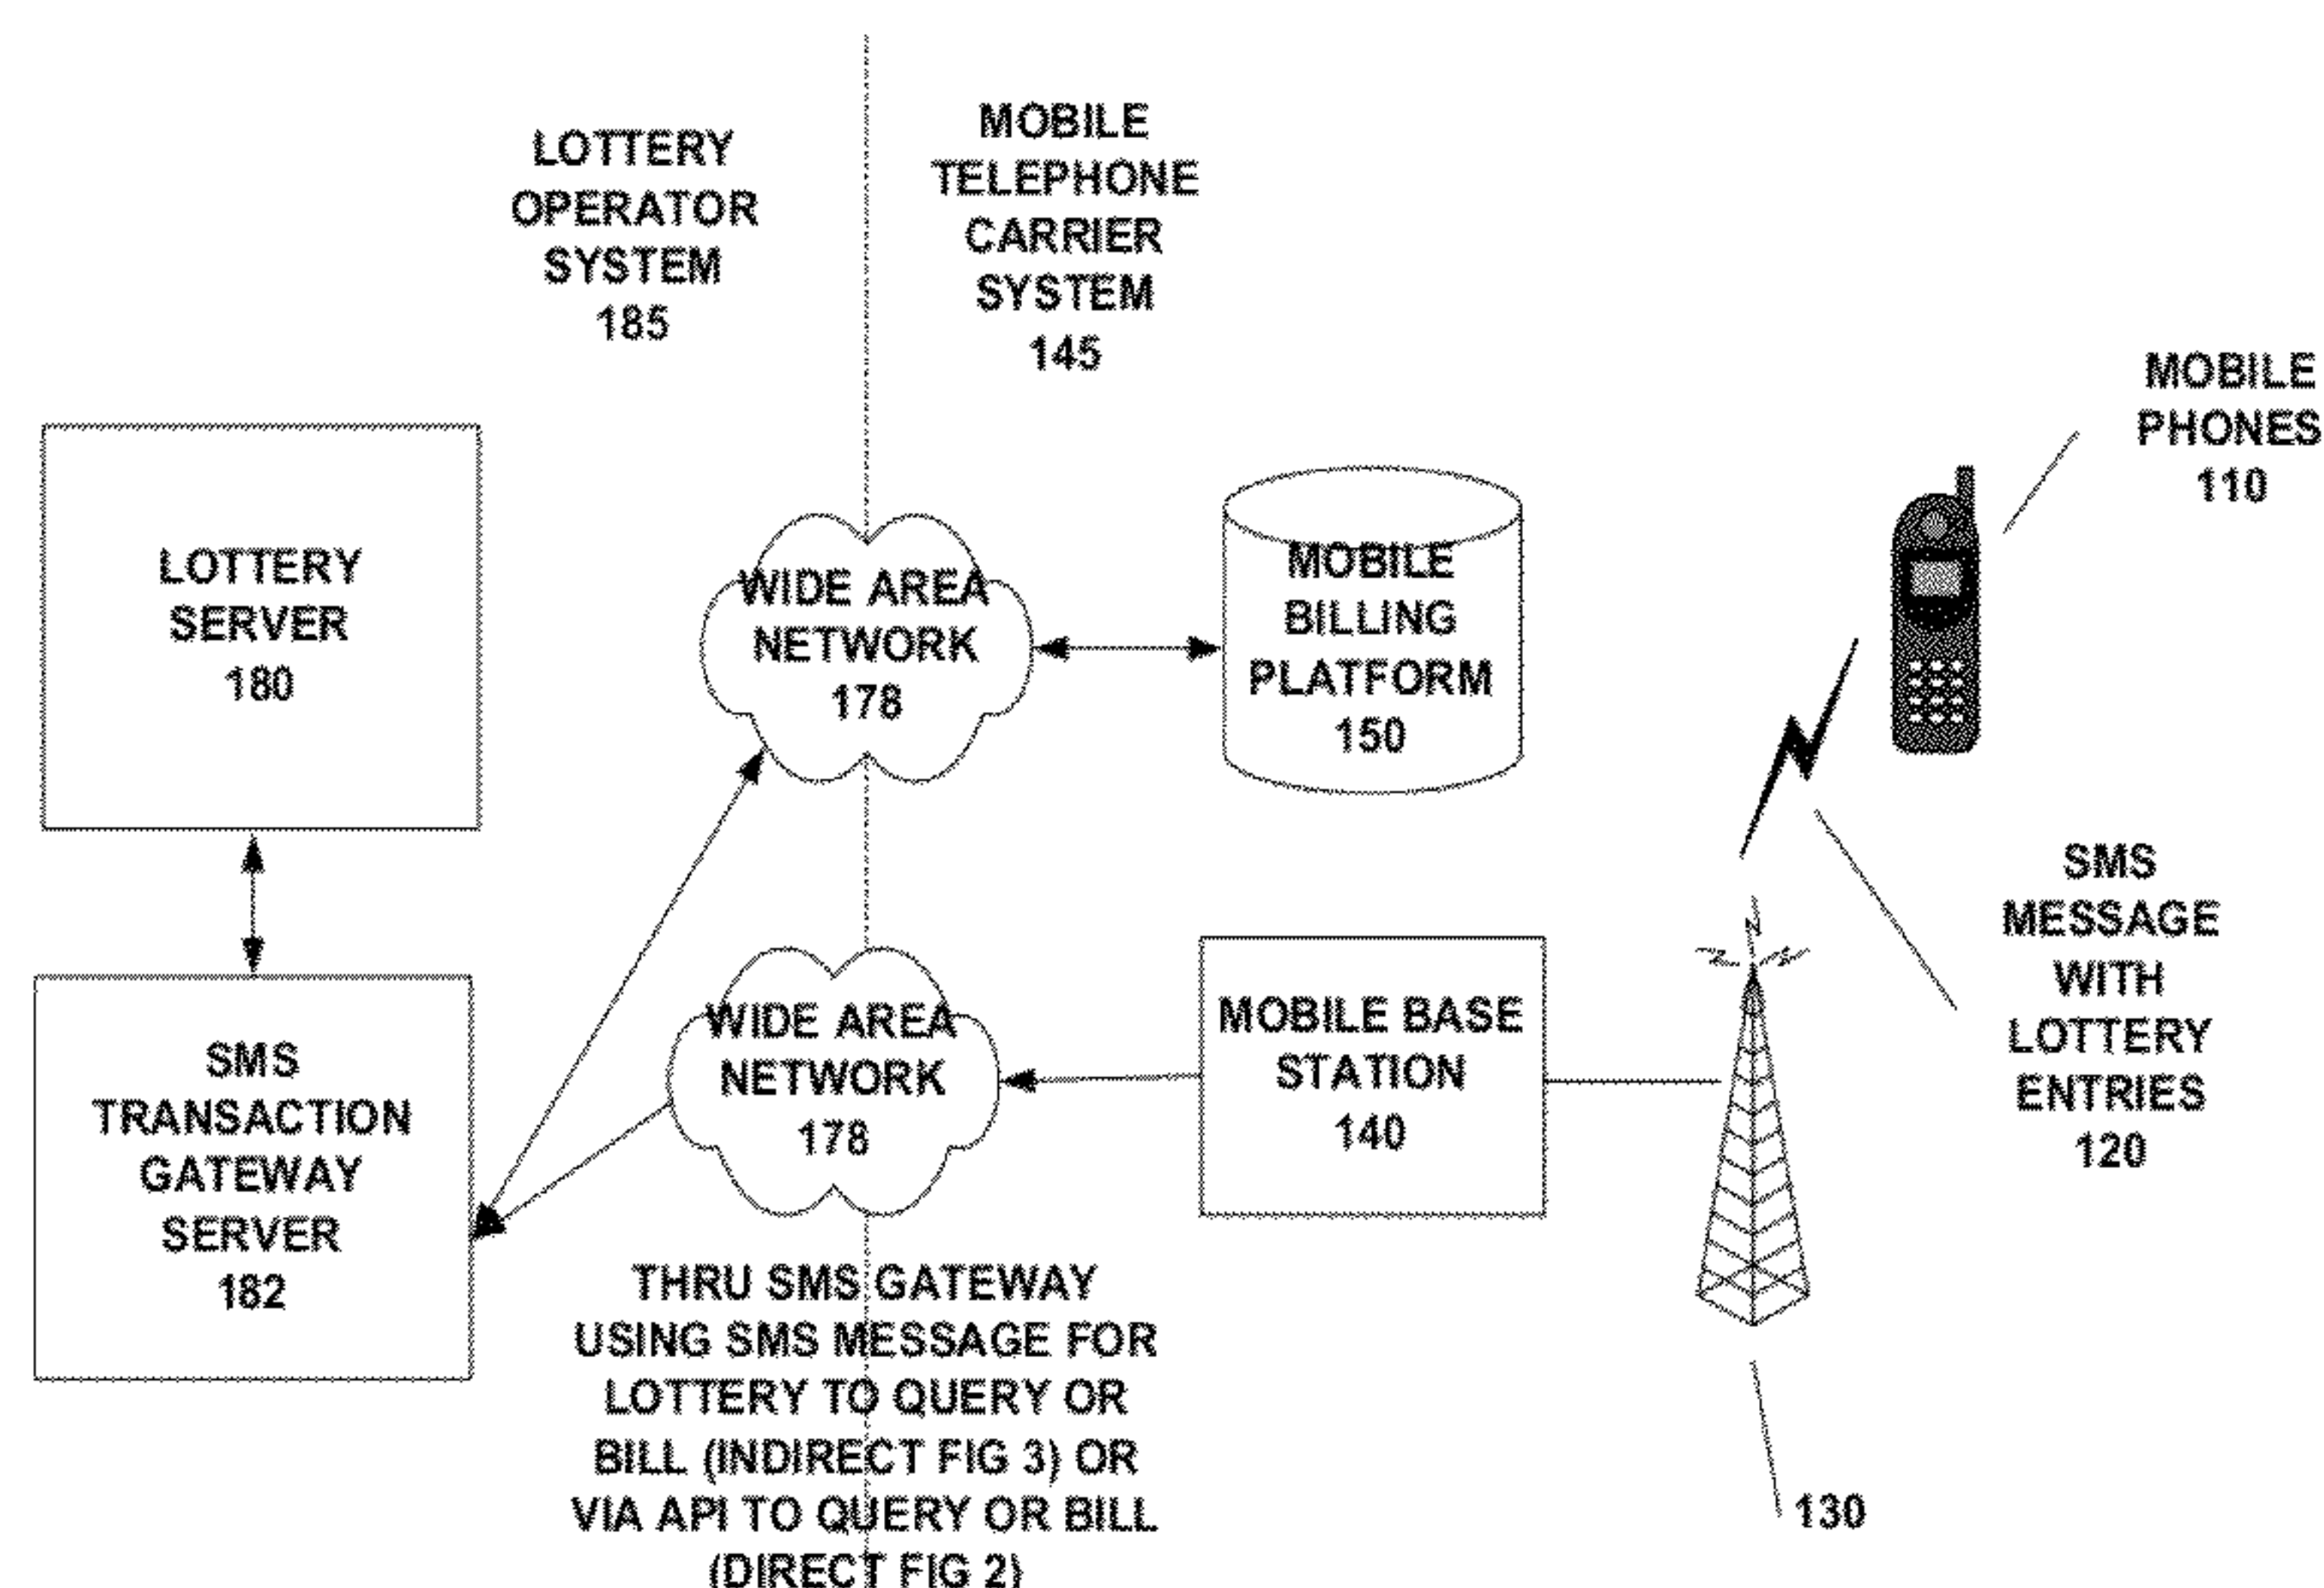 LOTTERY
OPERATOR
SYSTEM
185
MOBILE
TELEPHONE
CARRIER
SYSTEM
145
MOBILE
PHONES
110
LOTTERY
SERVER
180
WIDE AREA
NETWORK
178
MOBILE
BILLING
PLATFORM
150
SMS
MESSAGE
WITH
LOTTERY
ENTRIES
120
SMS
TRANSACTION
GATEWAY
SERVER
182
WIDE AREA
NETWORK
178
MOBILE BASE
STATION
140
THRU SMS GATEWAY
USING SMS MESSAGE FOR
LOTTERY TO QUERY OR
BILL (INDIRECT FIG 3) OR
VIA API TO QUERY OR BILL
(DIRECT FIG 2)
130